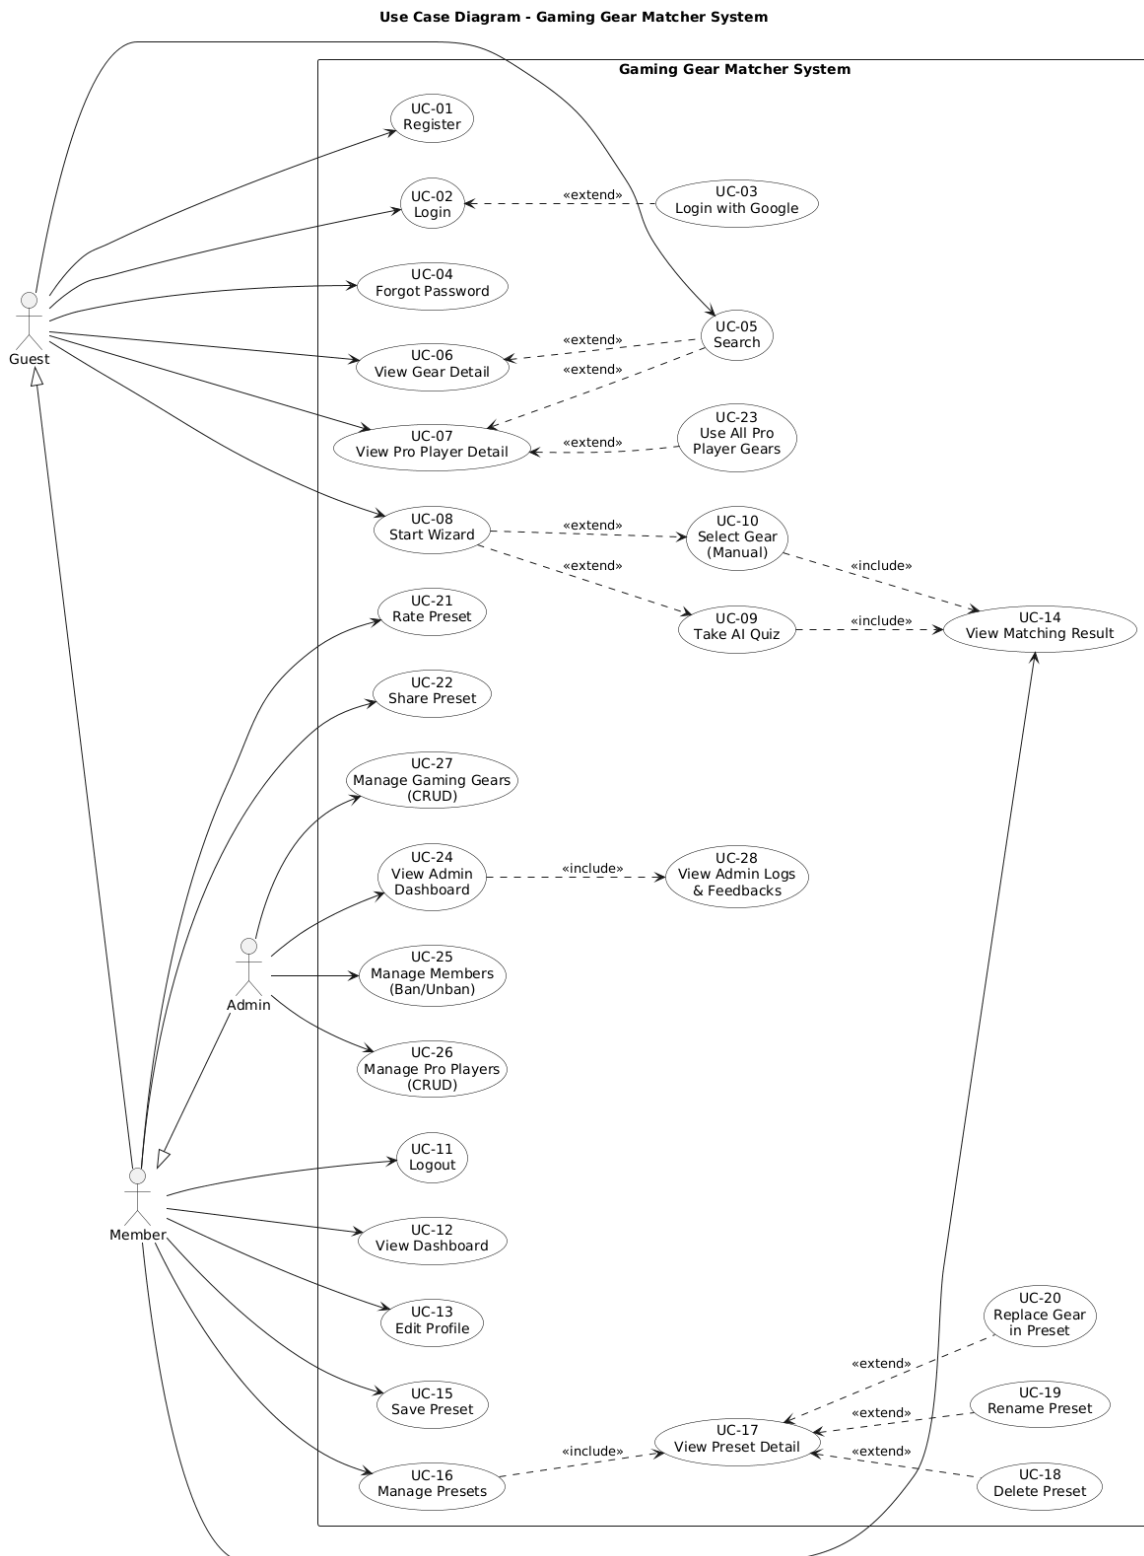 Use Case Diagram - Gaming Gear Matcher System
Gaming Gear Matcher System
UC-01
Register
UC-02
Login
«extend»
UC-03
Login with Google
UC-04
Forgot Password
Guest
UC-05
Search
UC-06
View Gear Detail
«extend»
«extend»
UC-07
View Pro Player Detail
«extend»
UC-23
Use All Pro
Player Gears
UC-08
Start Wizard
«extend»
UC-10
Select Gear
(Manual)
«include»
«extend»
UC-09
Take AI Quiz
«include»
UC-14
View Matching Result
UC-21
Rate Preset
UC-22
Share Preset
UC-27
Manage Gaming Gears
(CRUD)
UC-24
View Admin
Dashboard
«include»
UC-28
View Admin Logs
& Feedbacks
Admin
UC-25
Manage Members
(Ban/Unban)
UC-26
Manage Pro Players
(CRUD)
UC-11
Logout
Member
UC-12
View Dashboard
UC-13
Edit Profile
UC-20
Replace Gear
in Preset
«extend»
UC-15
Save Preset
UC-19
Rename Preset
«extend»
UC-17
View Preset Detail
«include»
«extend»
UC-16
Manage Presets
UC-18
Delete Preset